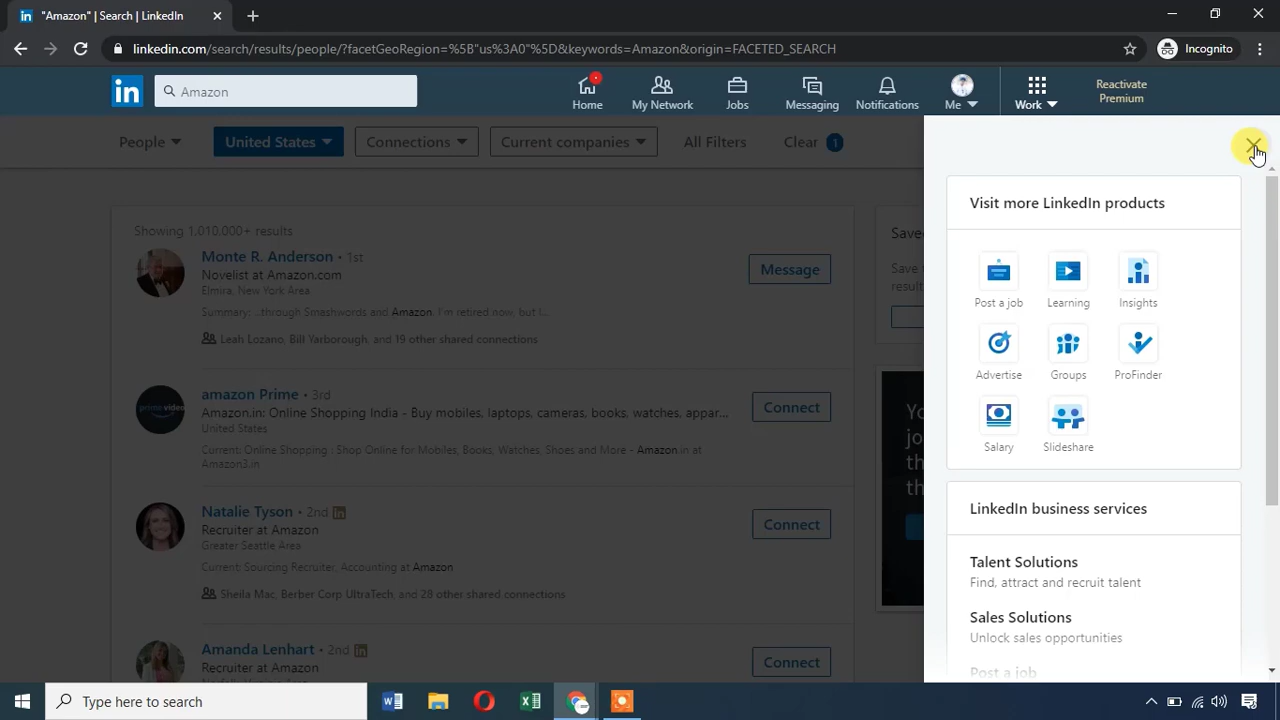 "Amazon" | Search | LinkedIn
linkedin.com/search/results/people/?facetGeoRegion=%5B"us%3A0"%5D&keywords=Amazon&origin=FACETED_SEARCH
Incognito
in
Amazon
Home
My Network
Jobs
Messaging
Notifications
Me
Work
Reactivate
Premium
People
United States
Connections
Current companies
All Filters
Clear 1
Showing 1,010,000+ results
Monte R. Anderson • 1st
Novelist at Amazon.com
Elmira, New York Area
Summary: ...through Smashwords and Amazon. I'm retired now, but I...
Leah Lozano, Bill Yarborough, and 19 other shared connections
Message
amazon Prime • 3rd
Amazon.in: Online Shopping India - Buy mobiles, laptops, cameras, books, watches, appar...
United States
Current: Online Shopping : Shop Online for Mobiles, Books, Watches, Shoes and More - Amazon.in at
Amazon3.in
prime video
Connect
Natalie Tyson • 2nd in
Recruiter at Amazon
Greater Seattle Area
Current: Sourcing Recruiter, Accounting at Amazon
Sheila Mac, Berber Corp UltraTech, and 28 other shared connections
Connect
Amanda Lenhart • 2nd in
Recruiter at Amazon
Connect
Save
Visit more LinkedIn products
Post a job
Learning
Insights
Advertise
Groups
ProFinder
Salary
Slideshare
LinkedIn business services
Talent Solutions
Find, attract and recruit talent
Sales Solutions
Unlock sales opportunities
Post a job
Type here to search